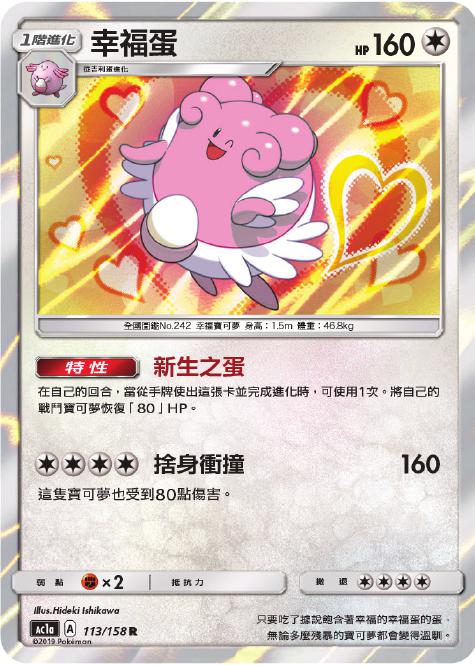 1階進化 幸福蛋 HP 160
從吉利蛋進化
全國圖鑑No.242 幸福寶可夢 身高：1.5m 體重：46.8kg
特性 新生之蛋
在自己的回合，當從手牌使出這張卡並完成進化時，可使用1次。將自己的
戰鬥寶可夢恢復「80」HP。
捨身衝撞 160
這隻寶可夢也受到80點傷害。
弱點 ×2 抵抗力 撤退
Illus.Hideki Ishikawa
AC1a A 113/158 R
©2019 Pokémon
只要吃了據說飽含著幸福的幸福蛋的蛋，
無論多麼殘暴的寶可夢都會變得溫馴。